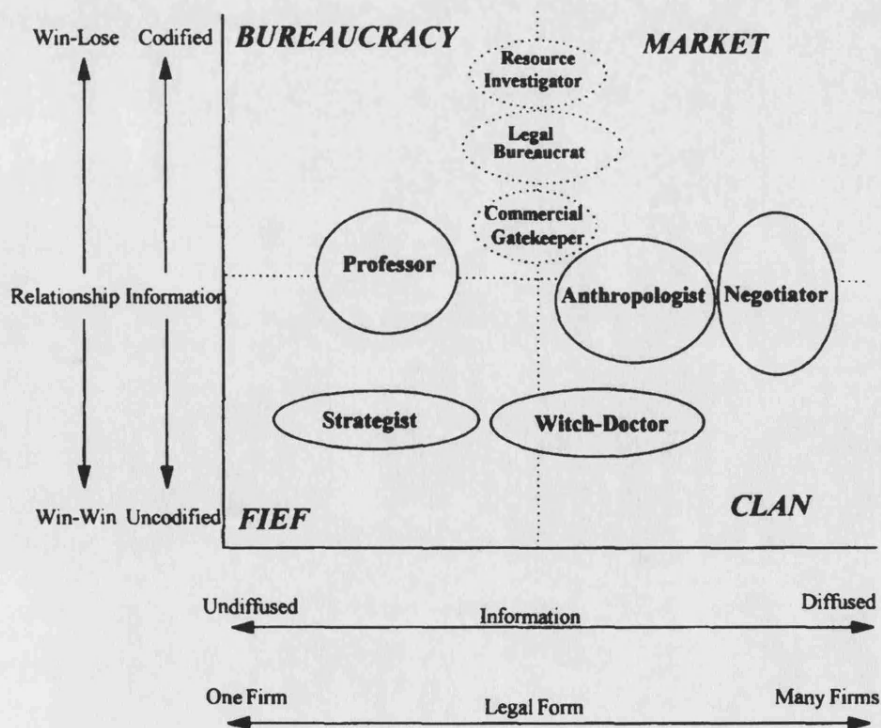 Win-Lose Codified
BUREAUCRACY
MARKET
Resource
Investigator
Legal
Bureaucrat
Commercial
Gatekeeper
Professor
Relationship Information
Anthropologist
Negotiator
Strategist
Witch-Doctor
Win-Win Uncodified
FIEF
CLAN
Undiffused
Information
Diffused
One Firm
Legal Form
Many Firms